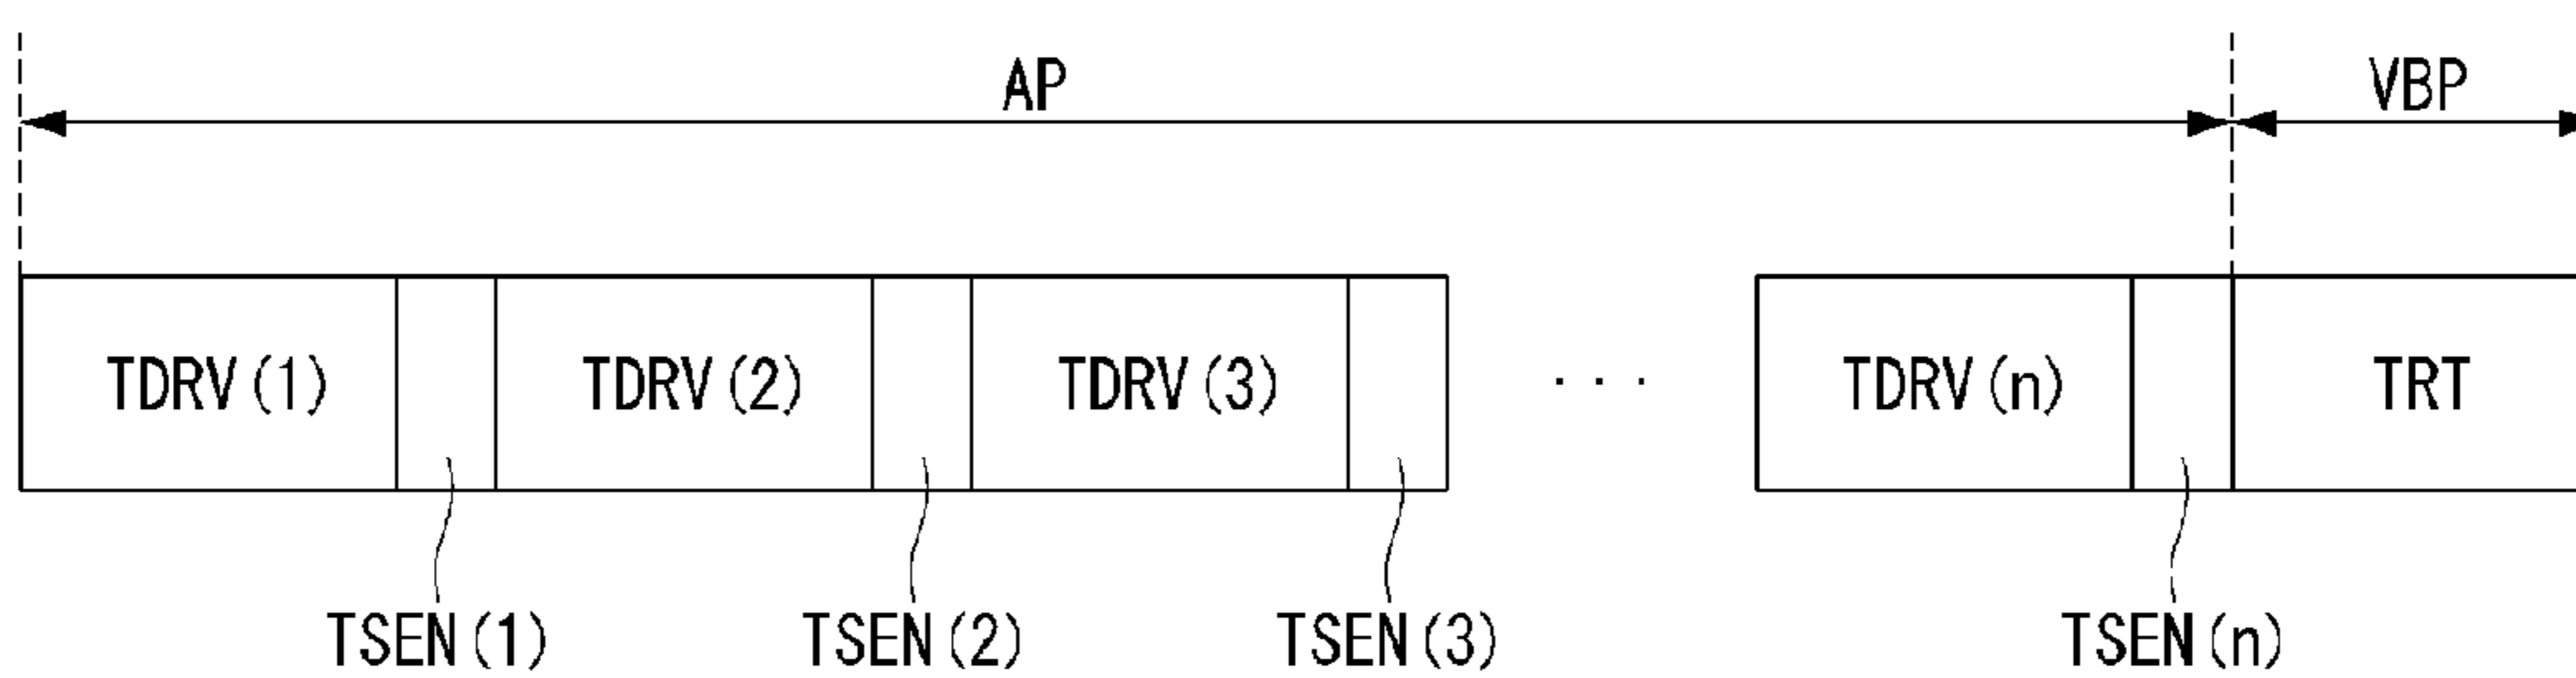 AP VBP
TDRV(1) TDRV(2) TDRV(3) ... TDRV(n) TRT
TSEN(1) TSEN(2) TSEN(3) TSEN(n)